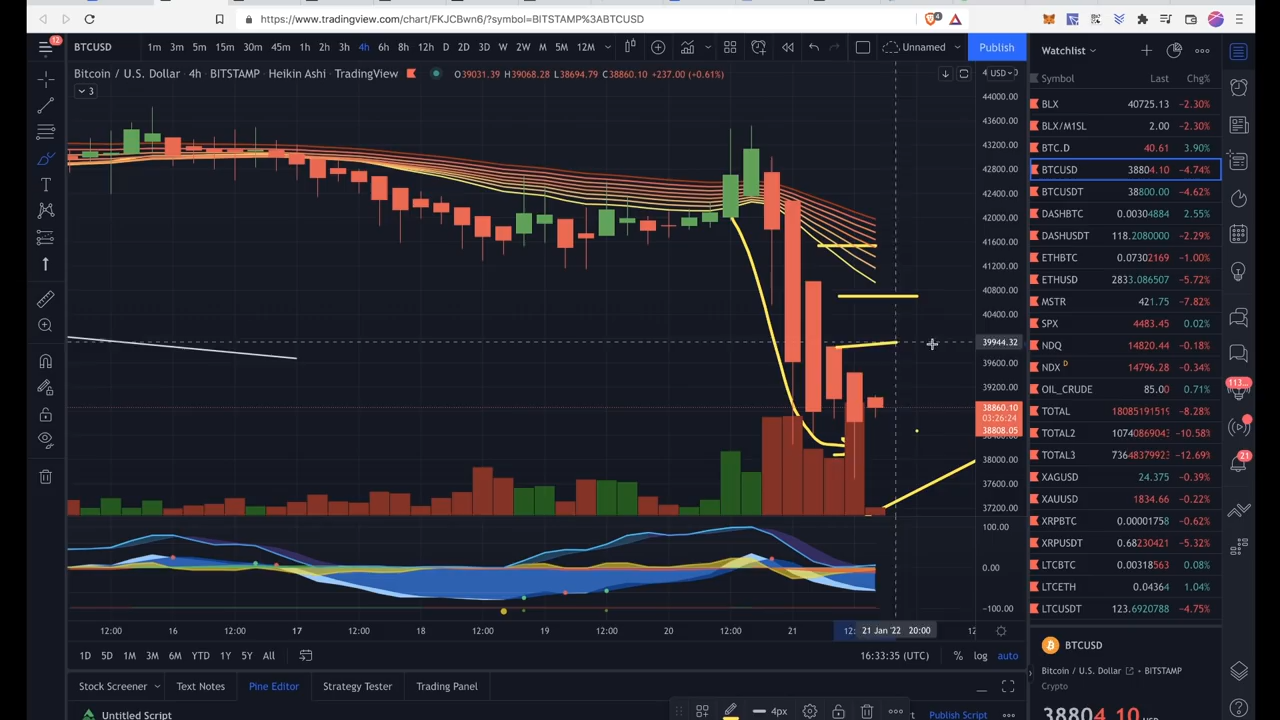 https://www.tradingview.com/chart/FKJCBwn6/?symbol=BITSTAMP%3ABTCUSD
12
BTCUSD 1m 3m 5m 15m 30m 45m 1h 2h 3h 4h 6h 8h 12h D 2D 3D W 2W M 5M 12M Unnamed Publish
Watchlist
Bitcoin / U.S. Dollar 4h BITSTAMP Heikin Ashi TradingView O39031.39 H39068.28 L38694.79 C38860.10 +237.00 (+0.61%)
USD
3
Symbol Last Chg%
BLX 40725.13 −2.30%
BLX/M1SL 2.00 −2.30%
BTC.D 40.61 3.90%
BTCUSD 38804.10 −4.74%
BTCUSDT 38800.00 −4.62%
DASHBTC 0.00304884 2.55%
DASHUSDT 118.2080000 −2.29%
ETHBTC 0.07302169 −1.00%
ETHUSD 2833.086507 −5.72%
MSTR 421.75 −7.82%
SPX 4483.45 0.02%
NDQ 14820.44 −0.18%
NDX D 14796.28 −0.34%
OIL_CRUDE 85.00 0.71%
TOTAL 18085191519 −8.28%
TOTAL2 10740869043 −10.58%
TOTAL3 73648379923 −12.69%
XAGUSD 24.375 −0.39%
XAUUSD 1834.66 −0.22%
XRPBTC 0.00001758 −0.62%
XRPUSDT 0.68230421 −5.32%
LTCBTC 0.00318563 0.08%
LTCETH 0.04364 1.04%
LTCUSDT 123.6920788 −4.75%
44000.00
43600.00
43200.00
42800.00
42400.00
42000.00
41600.00
41200.00
40800.00
40400.00
39944.32
39600.00
39200.00
38860.10
03:26:24
38808.05
38000.00
37600.00
37200.00
100.00
0.00
−100.00
113...
21
12:00 16 12:00 17 12:00 18 12:00 19 12:00 20 12:00 21 21 Jan '22 20:00
1D 5D 1M 3M 6M YTD 1Y 5Y All 16:33:35 (UTC) % log auto
BTCUSD
Bitcoin / U.S. Dollar BITSTAMP
Crypto
38804.10
Stock Screener Text Notes Pine Editor Strategy Tester Trading Panel
Untitled Script 4px Publish Script